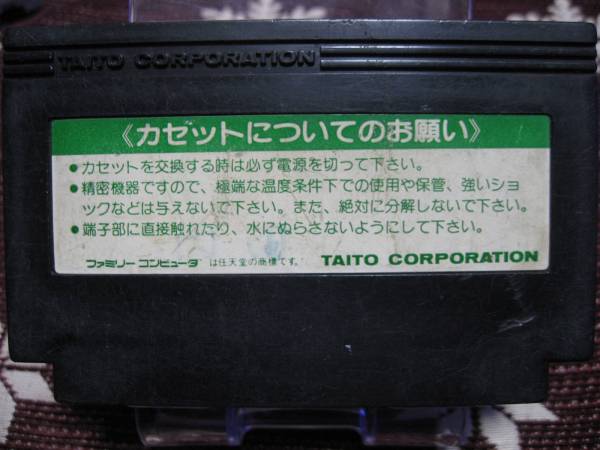 TAITO CORPORATION
《カセットについてのお願い》
●カセットを交換する時は必ず電源を切って下さい。
●精密機器ですので、極端な温度条件下での使用や保管、強いショ
ックなどは与えないで下さい。また、絶対に分解しないで下さい。
●端子部に直接触れたり、水にぬらさないようにして下さい。
ファミリーコンピュータは任天堂の商標です。 TAITO CORPORATION